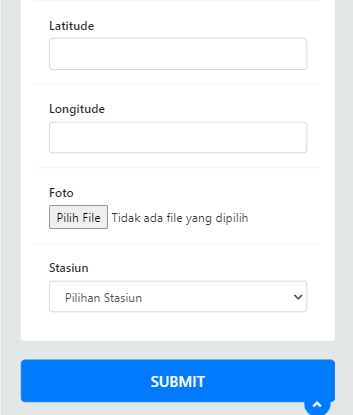 Latitude
Longitude
Foto
Pilih File Tidak ada file yang dipilih
Stasiun
Pilihan Stasiun
SUBMIT